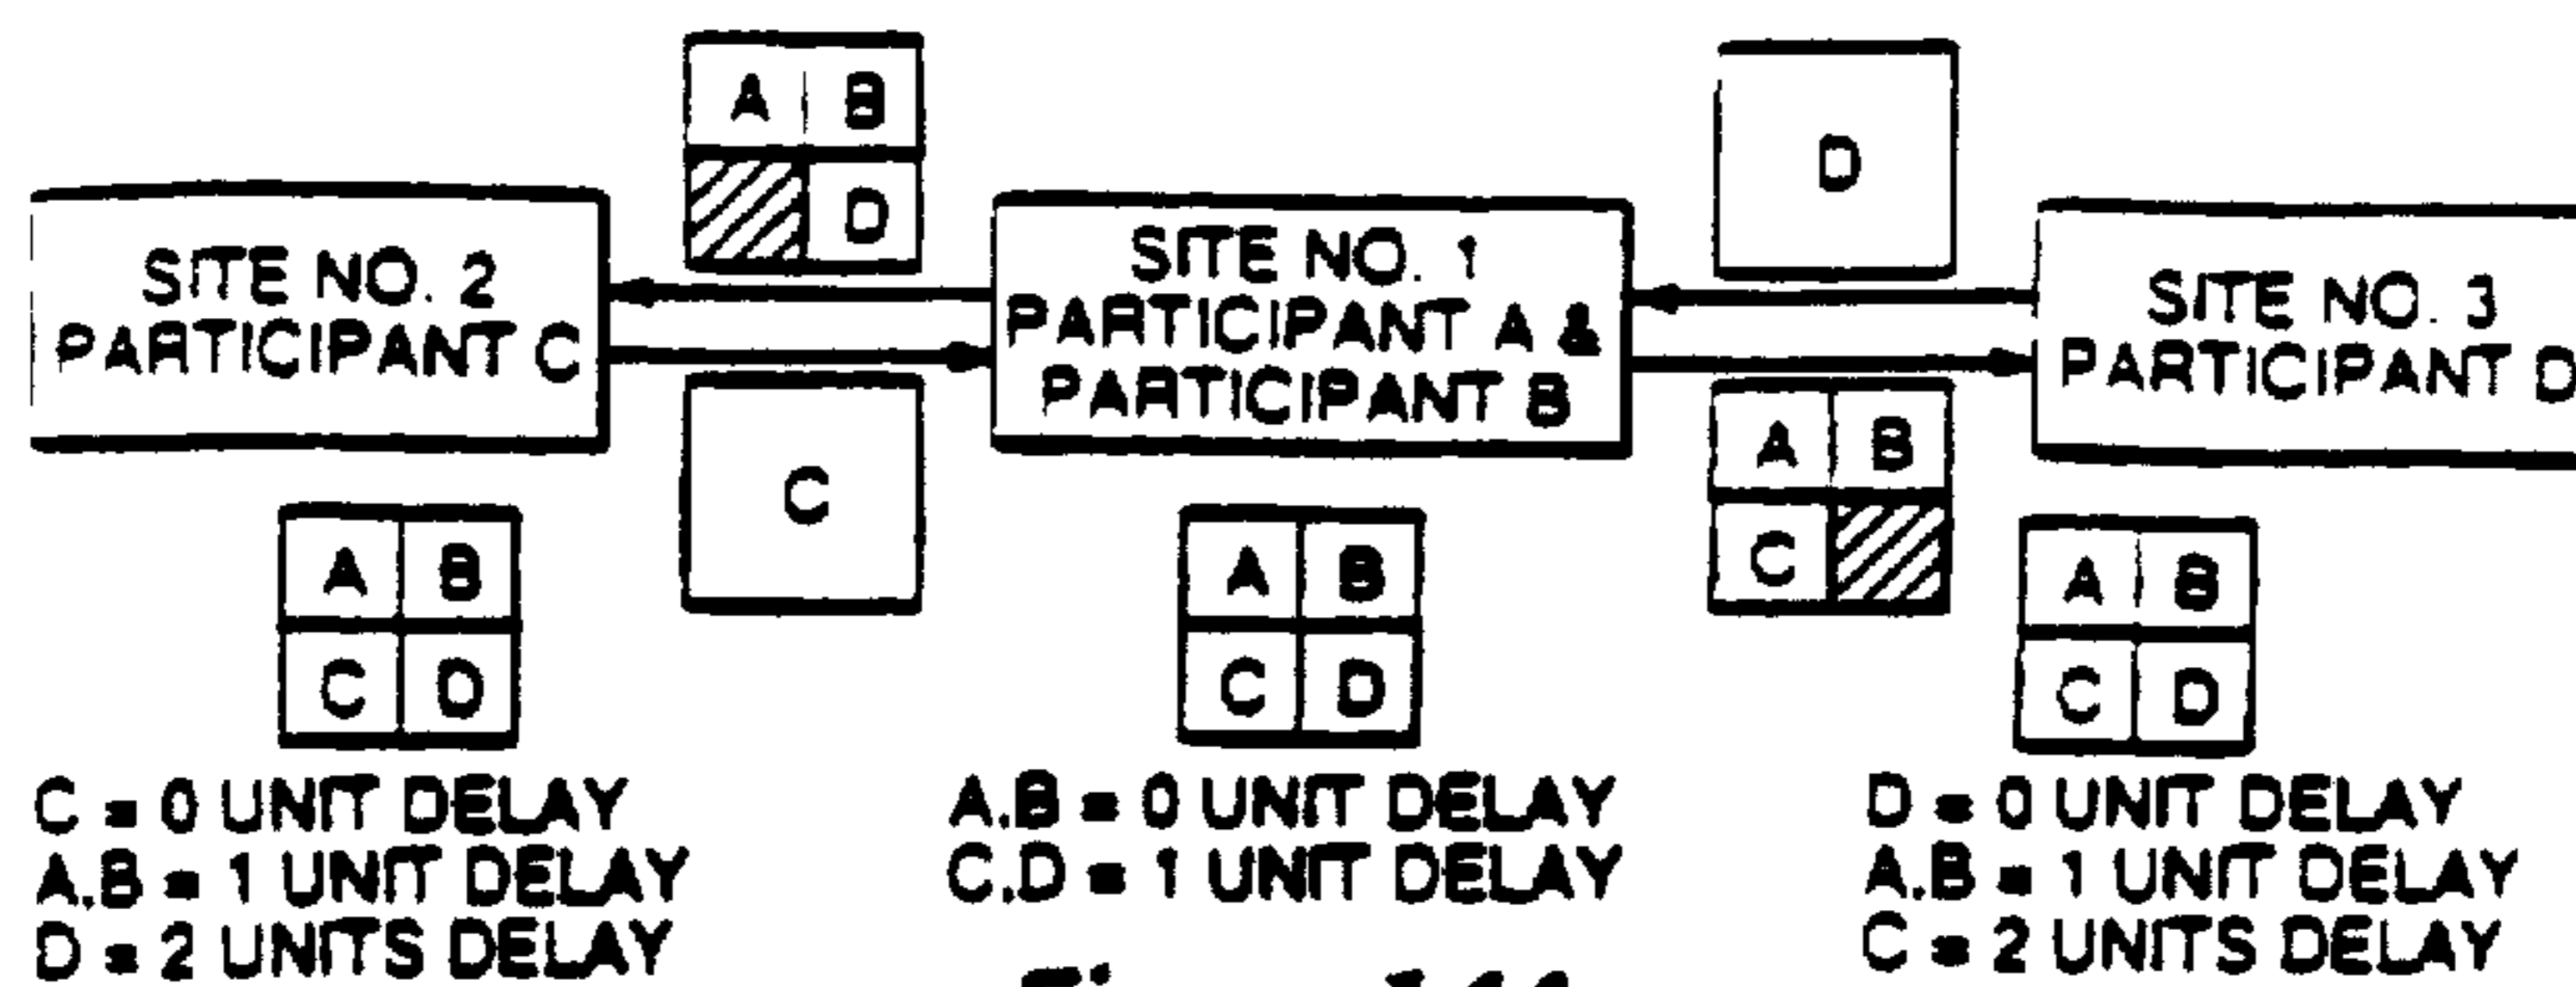 A B
D
D
SITE NO. 2
PARTICIPANT C
SITE NO. 1
PARTICIPANT A &
PARTICIPANT B
SITE NO. 3
PARTICIPANT D
C
A B
C
A B
C D
A B
C D
A B
C D
C = 0 UNIT DELAY
A.B = 1 UNIT DELAY
D = 2 UNITS DELAY
A.B = 0 UNIT DELAY
C.D = 1 UNIT DELAY
D = 0 UNIT DELAY
A.B = 1 UNIT DELAY
C = 2 UNITS DELAY